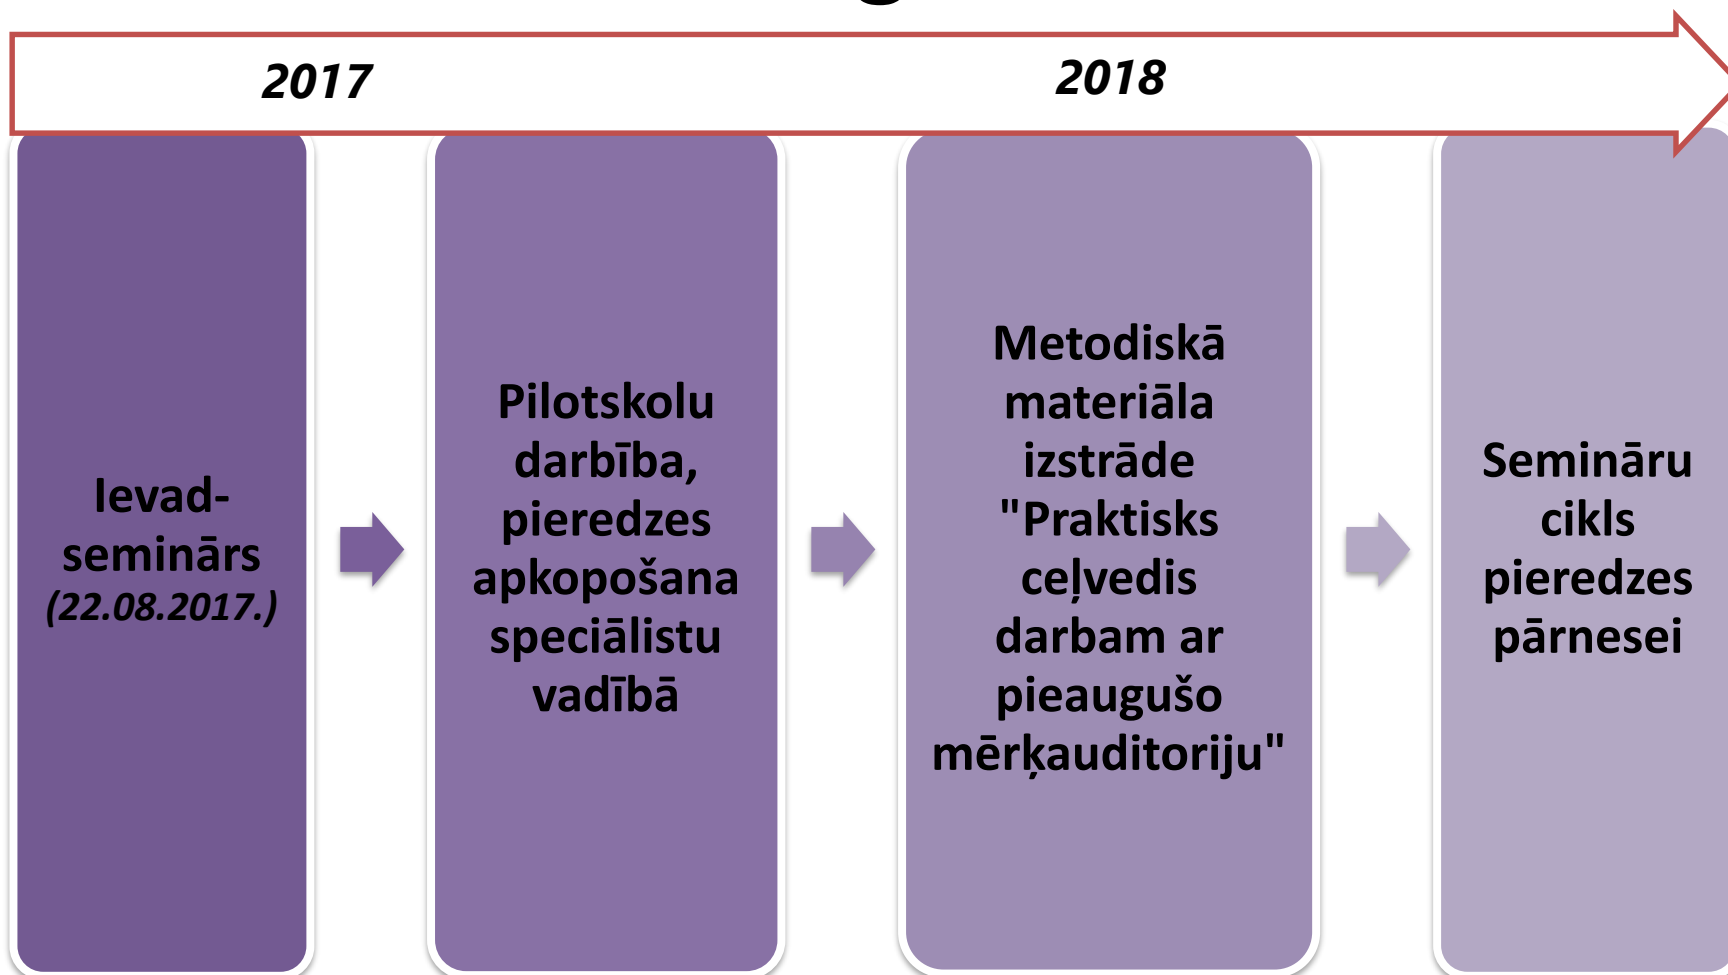 2017
2018
Ievad-
seminārs
(22.08.2017.)
Pilotskolu
darbība,
pieredzes
apkopošana
speciālistu
vadībā
Metodiskā
materiāla
izstrāde
"Praktisks
ceļvedis
darbam ar
pieaugušo
mērķauditoriju"
Semināru
cikls
pieredzes
pārnesei